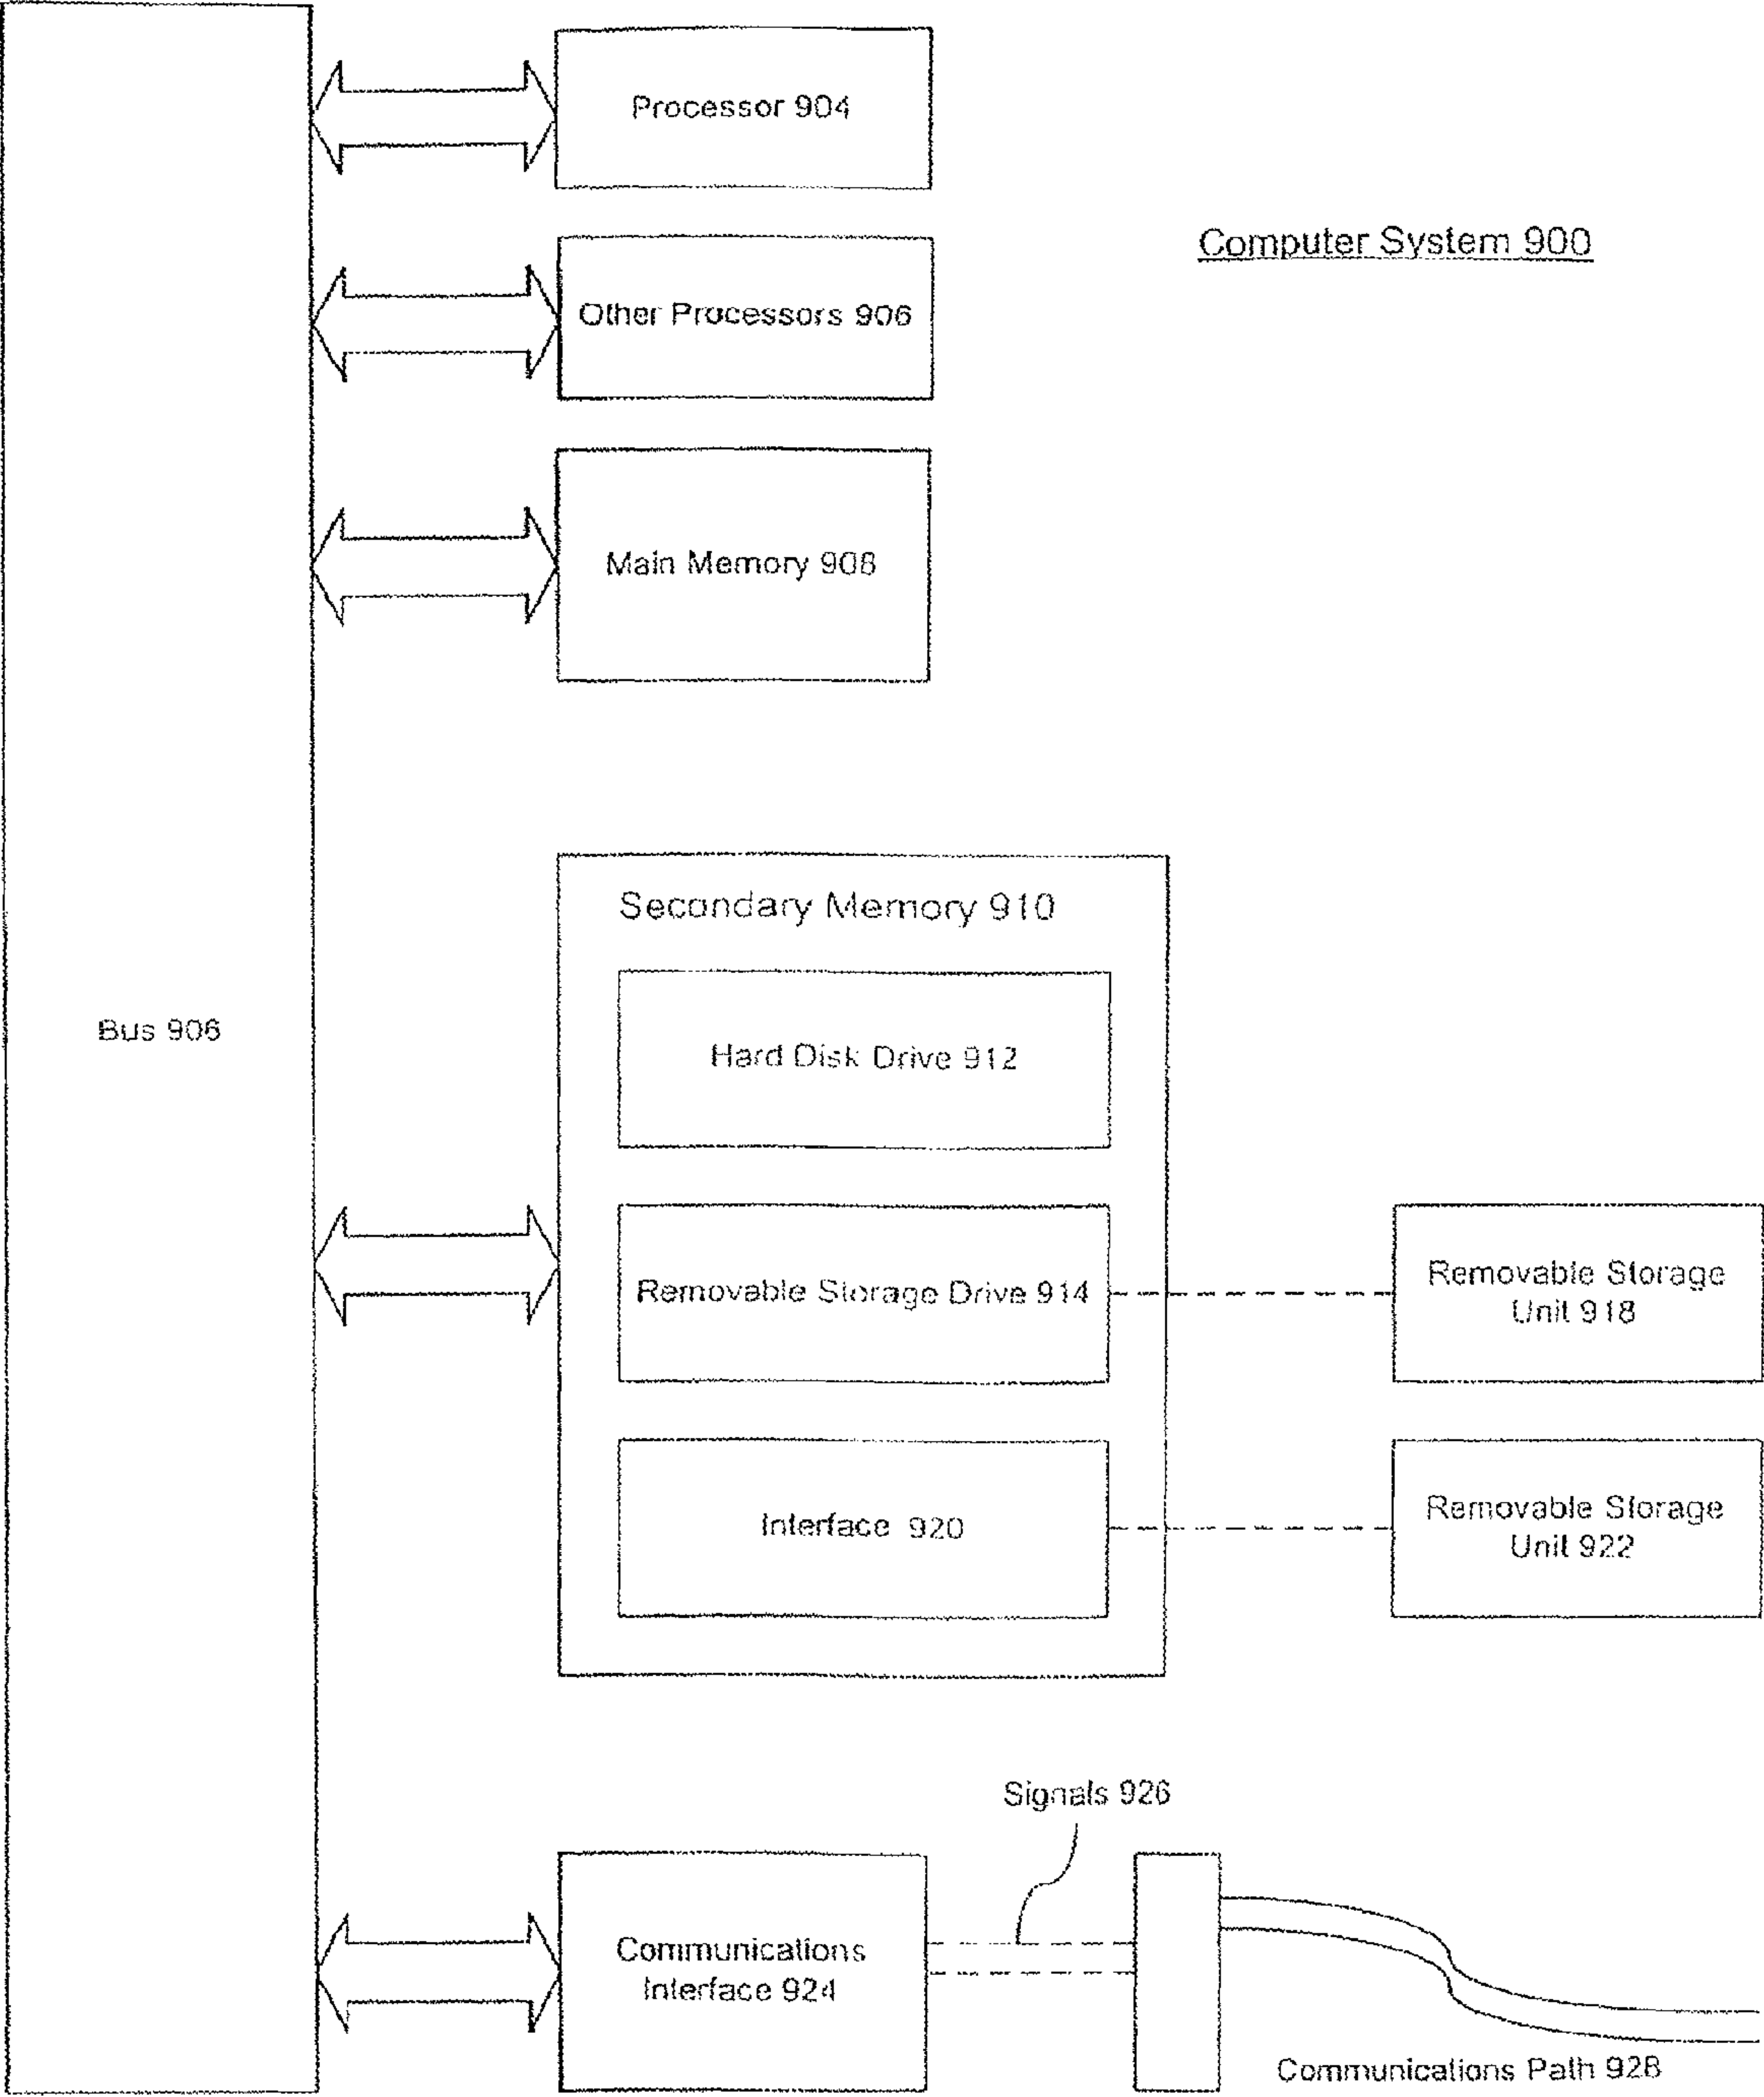 Processor 904
Computer System 900
Other Processors 906
Main Memory 908
Secondary Memory 910
Bus 906
Hard Disk Drive 912
Removable Storage Drive 914
Removable Storage
Unit 918
Interface 920
Removable Storage
Unit 922
Signals 926
Communications
Interface 924
Communications Path 928